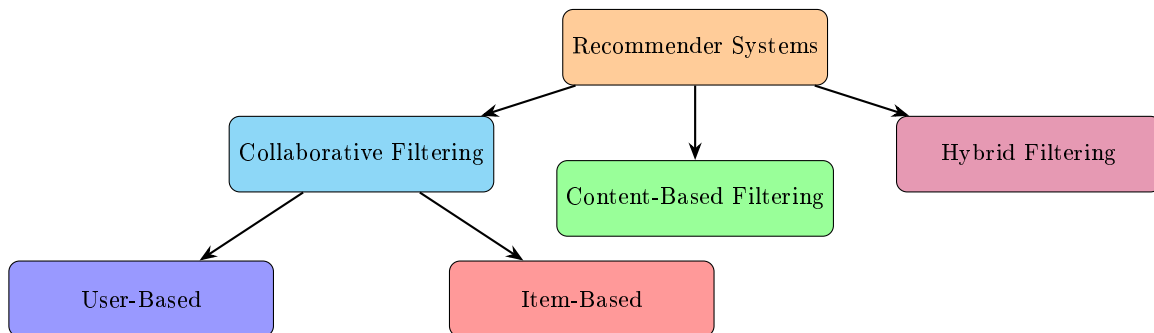 Recommender Systems
Collaborative Filtering
Hybrid Filtering
Content-Based Filtering
User-Based
Item-Based